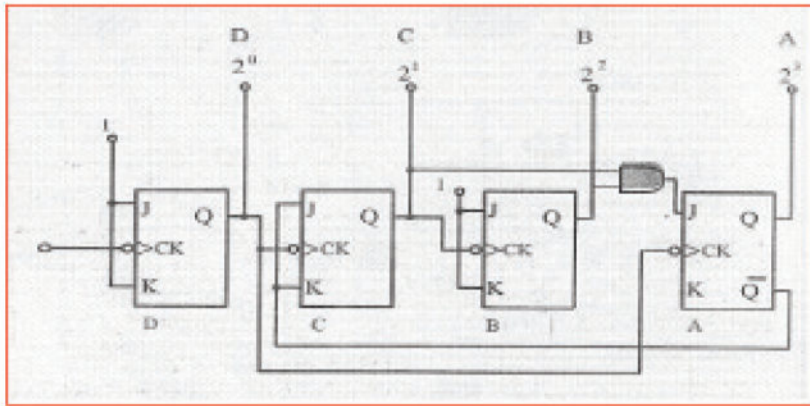 D C B A
2⁰ 2¹ 2² 2³
1
1
J Q J Q J Q J Q
CK CK CK CK
K K K K Q̅
D C B A